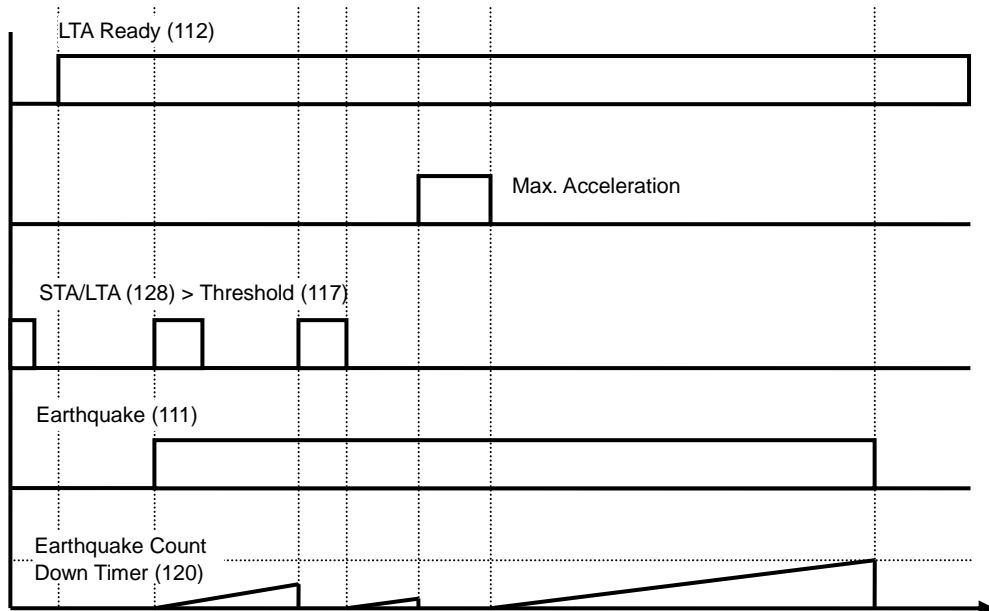 LTA Ready (112)
Max. Acceleration
STA/LTA (128) > Threshold (117)
Earthquake (111)
Earthquake Count
Down Timer (120)